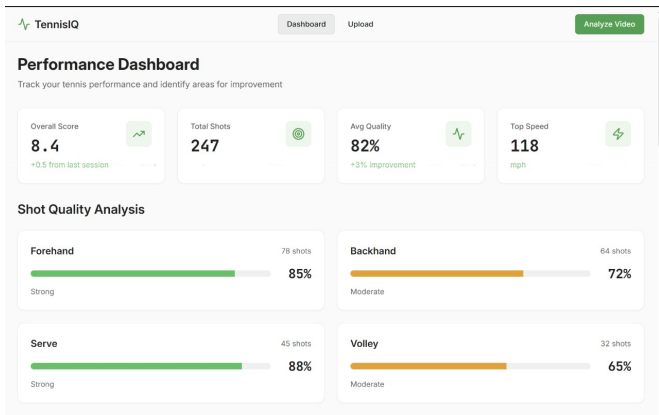 TennisIQ
Dashboard
Upload
Analyze Video
Performance Dashboard
Track your tennis performance and identify areas for improvement
Overall Score
8.4
+0.5 from last session
Total Shots
247
Avg Quality
82%
+3% improvement
Top Speed
118
mph
Shot Quality Analysis
Forehand
78 shots
85%
Strong
Backhand
64 shots
72%
Moderate
Serve
45 shots
88%
Strong
Volley
32 shots
65%
Moderate